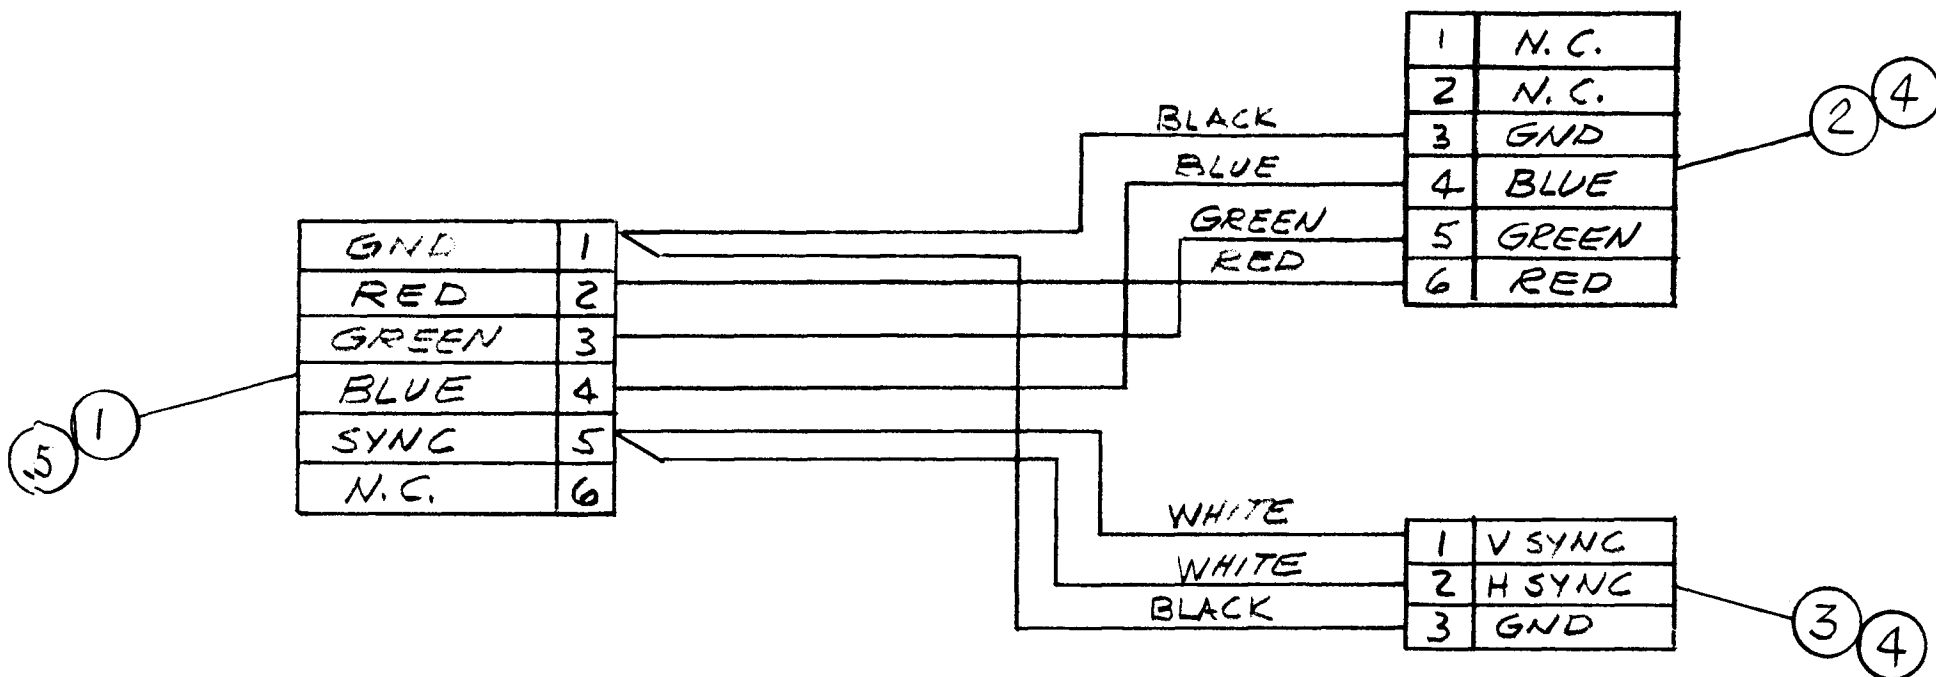 1 N.C.
2 N.C.
3 GND
4 BLUE
5 GREEN
6 RED
2 4
BLACK
BLUE
GREEN
RED
GND 1
RED 2
GREEN 3
BLUE 4
SYNC 5
N.C. 6
5 1
WHITE
WHITE
BLACK
1 V SYNC
2 H SYNC
3 GND
3 4